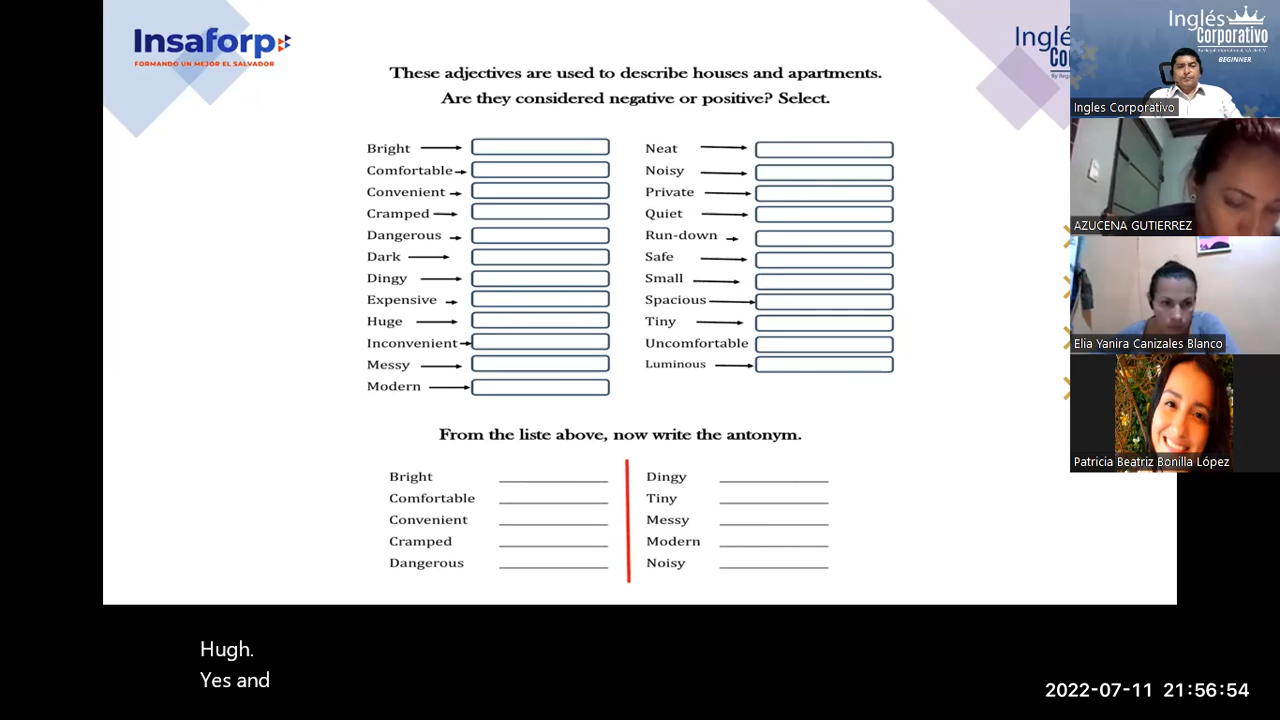 Insaforp
FORMANDO UN MEJOR EL SALVADOR
Inglés
Corporativo
BEGINNER
These adjectives are used to describe houses and apartments.
Are they considered negative or positive? Select.
Bright
Comfortable
Convenient
Cramped
Dangerous
Dark
Dingy
Expensive
Huge
Inconvenient
Messy
Modern
Neat
Noisy
Private
Quiet
Run-down
Safe
Small
Spacious
Tiny
Uncomfortable
Luminous
From the liste above, now write the antonym.
Bright
Comfortable
Convenient
Cramped
Dangerous
Dingy
Tiny
Messy
Modern
Noisy
Ingles Corporativo
AZUCENA GUTIERREZ
Elia Yanira Canizales Blanco
Patricia Beatriz Bonilla López
Hugh.
Yes and
2022-07-11 21:56:54